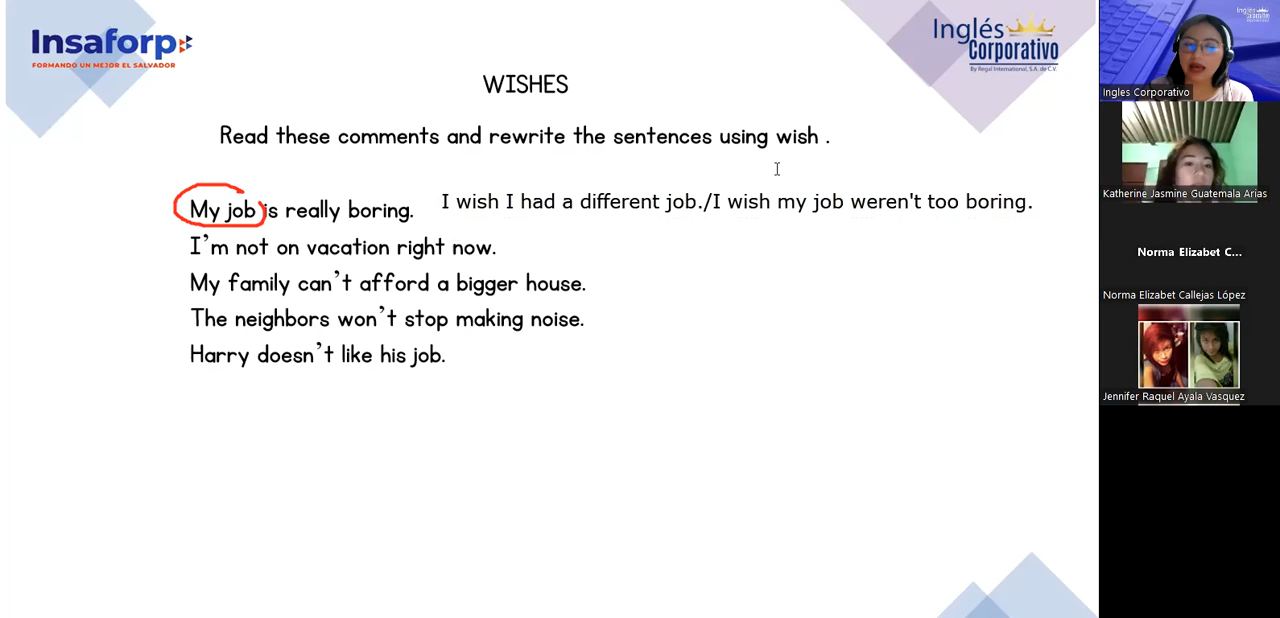 Insaforp
FORMANDO UN MEJOR EL SALVADOR
Inglés
Corporativo
By Regal International, S.A. de C.V.
WISHES
Read these comments and rewrite the sentences using wish .
My job is really boring. I wish I had a different job./I wish my job weren't too boring.
I'm not on vacation right now.
My family can't afford a bigger house.
The neighbors won't stop making noise.
Harry doesn't like his job.
Ingles Corporativo
Katherine Jasmine Guatemala Arias
Norma Elizabet C...
Norma Elizabet Callejas López
Jennifer Raquel Ayala Vasquez